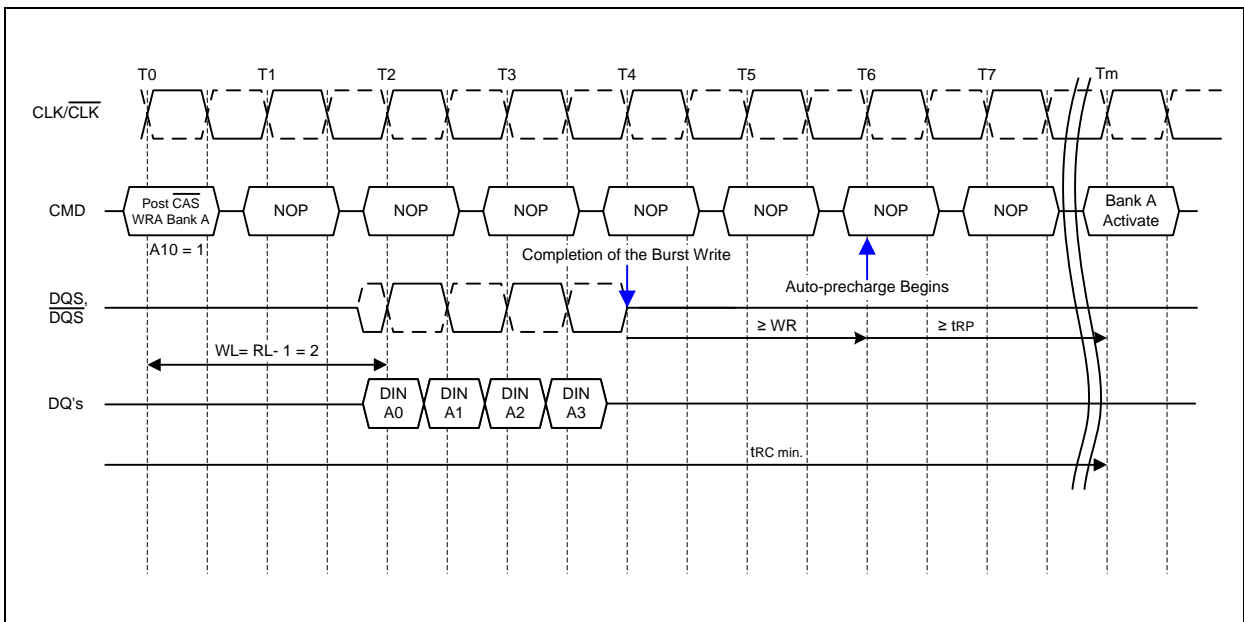 T0 T1 T2 T3 T4 T5 T6 T7 Tm
CLK/CLK
CMD
Post CAS
WRA Bank A
NOP NOP NOP NOP NOP NOP NOP
Bank A
Activate
A10 = 1
Completion of the Burst Write
Auto-precharge Begins
DQS,
DQS
≥ WR
≥ tRP
WL= RL- 1 = 2
DQ's
DIN
A0
DIN
A1
DIN
A2
DIN
A3
tRC min.